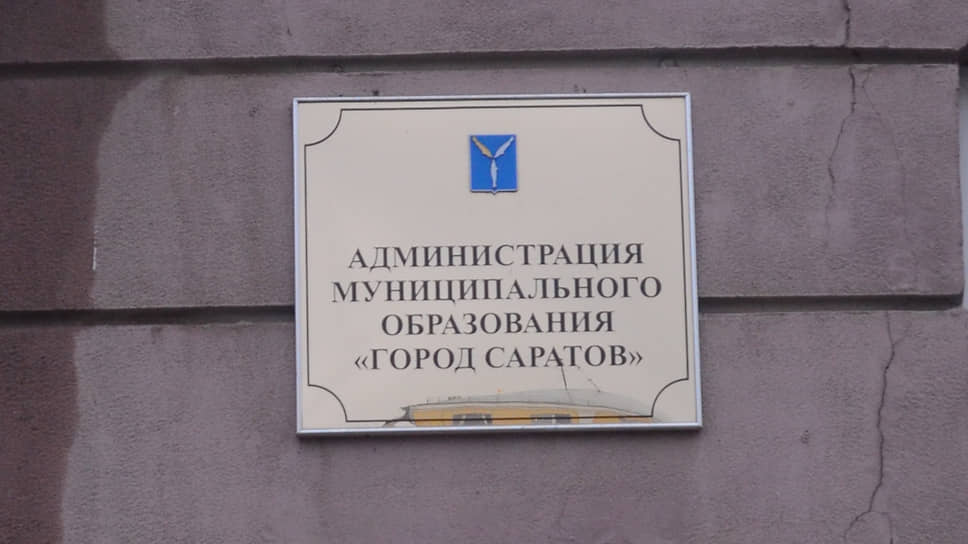 АДМИНИСТРАЦИЯ
МУНИЦИПАЛЬНОГО
ОБРАЗОВАНИЯ
«ГОРОД САРАТОВ»